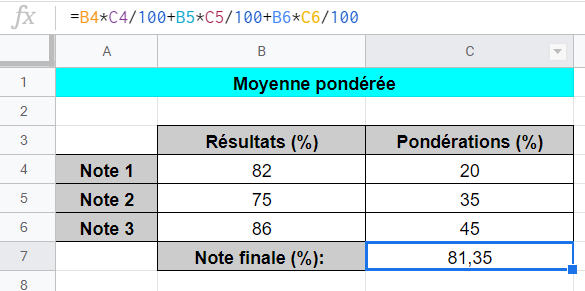 fx =B4*C4/100+B5*C5/100+B6*C6/100
A B C
1 Moyenne pondérée
2
3 Résultats (%) Pondérations (%)
4 Note 1 82 20
5 Note 2 75 35
6 Note 3 86 45
7 Note finale (%): 81,35
8